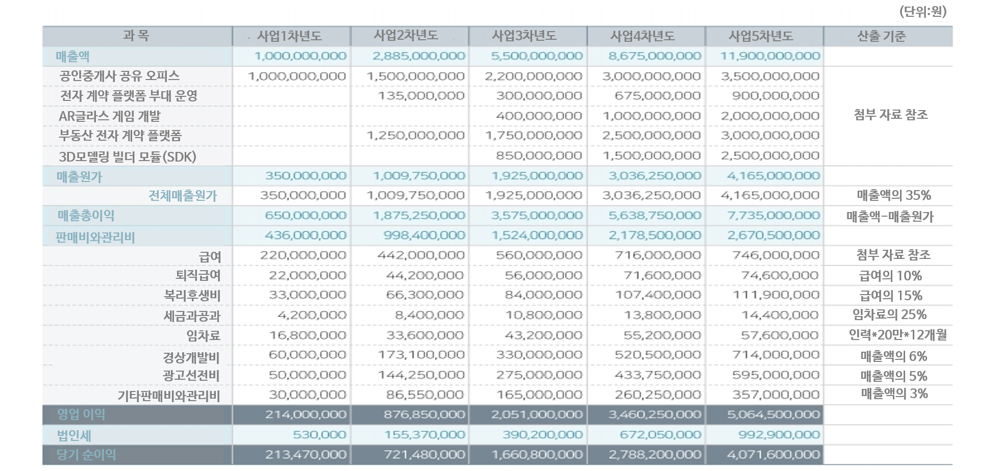 (단위:원)
과 목 사업1차년도 사업2차년도 사업3차년도 사업4차년도 사업5차년도 산출 기준
매출액 1,000,000,000 2,885,000,000 5,500,000,000 8,675,000,000 11,900,000,000
공인중개사 공유 오피스 1,000,000,000 1,500,000,000 2,200,000,000 3,000,000,000 3,500,000,000
전자 계약 플랫폼 부대 운영 135,000,000 300,000,000 675,000,000 900,000,000
AR글라스 게임 개발 400,000,000 1,000,000,000 2,000,000,000 첨부 자료 참조
부동산 전자 계약 플랫폼 1,250,000,000 1,750,000,000 2,500,000,000 3,000,000,000
3D모델링 빌더 모듈(SDK) 850,000,000 1,500,000,000 2,500,000,000
매출원가 350,000,000 1,009,750,000 1,925,000,000 3,036,250,000 4,165,000,000
전체매출원가 350,000,000 1,009,750,000 1,925,000,000 3,036,250,000 4,165,000,000 매출액의 35%
매출총이익 650,000,000 1,875,250,000 3,575,000,000 5,638,750,000 7,735,000,000 매출액-매출원가
판매비와관리비 436,000,000 998,400,000 1,524,000,000 2,178,500,000 2,670,500,000
급여 220,000,000 442,000,000 560,000,000 716,000,000 746,000,000 첨부 자료 참조
퇴직급여 22,000,000 44,200,000 56,000,000 71,600,000 74,600,000 급여의 10%
복리후생비 33,000,000 66,300,000 84,000,000 107,400,000 111,900,000 급여의 15%
세금과공과 4,200,000 8,400,000 10,800,000 13,800,000 14,400,000 임차료의 25%
임차료 16,800,000 33,600,000 43,200,000 55,200,000 57,600,000 인력*20만*12개월
경상개발비 60,000,000 173,100,000 330,000,000 520,500,000 714,000,000 매출액의 6%
광고선전비 50,000,000 144,250,000 275,000,000 433,750,000 595,000,000 매출액의 5%
기타판매비와관리비 30,000,000 86,550,000 165,000,000 260,250,000 357,000,000 매출액의 3%
영업 이익 214,000,000 876,850,000 2,051,000,000 3,460,250,000 5,064,500,000
법인세 530,000 155,370,000 390,200,000 672,050,000 992,900,000
당기 순이익 213,470,000 721,480,000 1,660,800,000 2,788,200,000 4,071,600,000